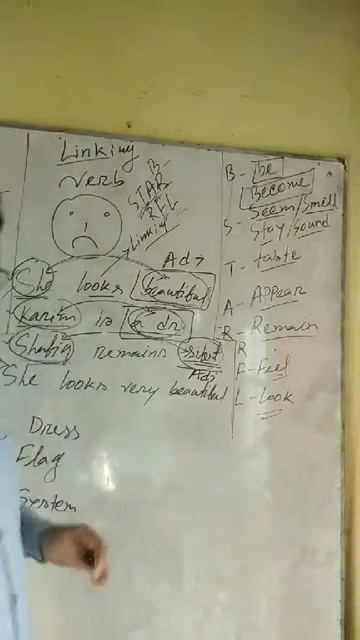 Linking
verb
B-
STAR
RFL
Linking
Adj
She looks beautiful
Karim is a dr
Shafiq remains silent
Adj
She looks very beautiful
Dress
Flag
System
B - be
Become
Seem/Smell
S - Stay/Sound
T - taste
A - Appear
R - Remain
R
F - Feel
L - Look